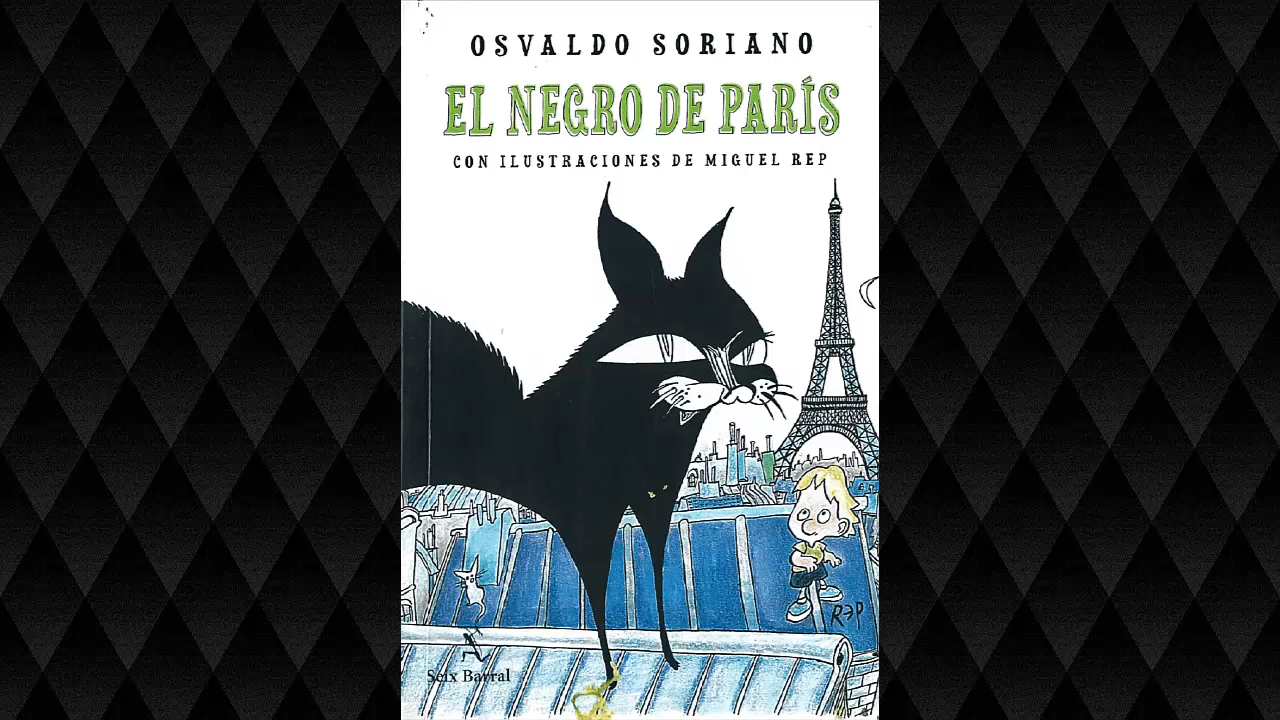 OSVALDO SORIANO
EL NEGRO DE PARÍS
CON ILUSTRACIONES DE MIGUEL REP
REP
Seix Barral